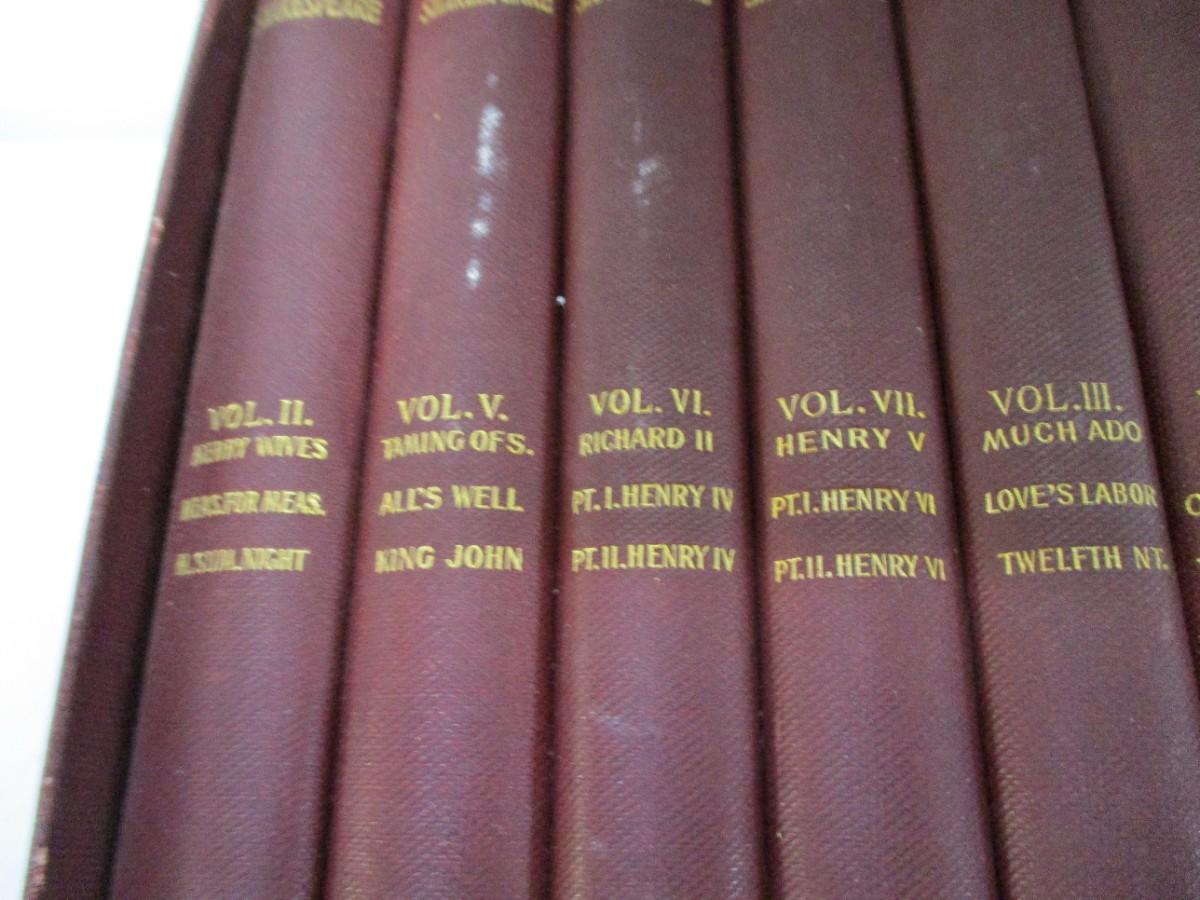 SHAKESPEARE
VOL. II.
MERRY WIVES
MEAS. FOR MEAS.
NIGHT
SHAKESPEARE
VOL. V.
TAMING OF S.
ALL'S WELL
KING JOHN
VOL. VI.
RICHARD II
PT. I. HENRY IV
PT. II. HENRY IV
VOL. VII.
HENRY V
PT. I. HENRY VI
PT. II. HENRY VI
VOL. III.
MUCH ADO
LOVE'S LABOR
TWELFTH NT.